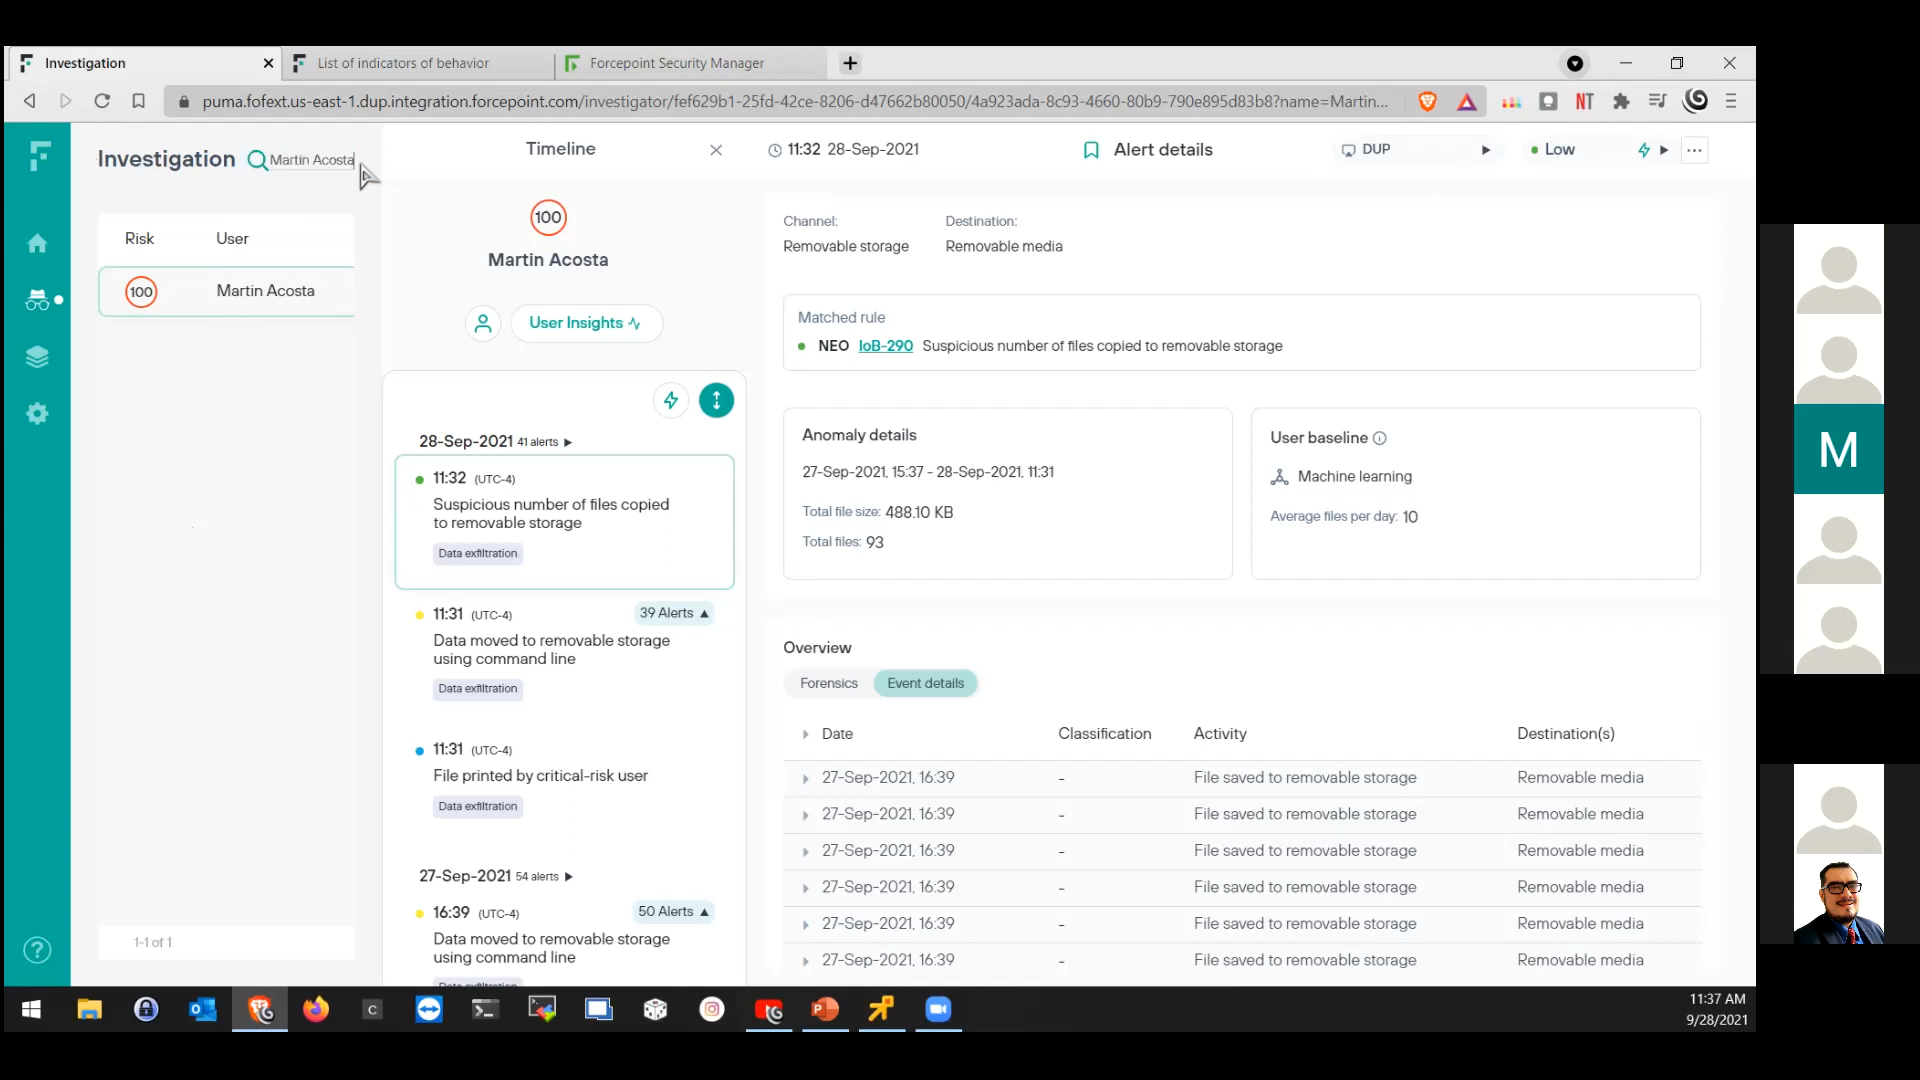 Investigation
List of indicators of behavior
Forcepoint Security Manager
puma.fofext.us-east-1.dup.integration.forcepoint.com/investigator/fef629b1-25fd-42ce-8206-d47662b80050/4a923ada-8c93-4660-80b9-790e895d83b8?name=Martin...
NT
Investigation
Martin Acosta
Timeline
11:32 28-Sep-2021
Alert details
DUP
Low
Risk User
100 Martin Acosta
1-1 of 1
100
Martin Acosta
User Insights
28-Sep-2021 41 alerts
11:32 (UTC-4)
Suspicious number of files copied
to removable storage
Data exfiltration
11:31 (UTC-4) 39 Alerts
Data moved to removable storage
using command line
Data exfiltration
11:31 (UTC-4)
File printed by critical-risk user
Data exfiltration
27-Sep-2021 54 alerts
16:39 (UTC-4) 50 Alerts
Data moved to removable storage
using command line
Data exfiltration
Channel: Destination:
Removable storage Removable media
Matched rule
NEO IoB-290 Suspicious number of files copied to removable storage
Anomaly details
27-Sep-2021, 15:37 - 28-Sep-2021, 11:31
Total file size: 488.10 KB
Total files: 93
User baseline
Machine learning
Average files per day: 10
Overview
Forensics Event details
Date Classification Activity Destination(s)
27-Sep-2021, 16:39 - File saved to removable storage Removable media
27-Sep-2021, 16:39 - File saved to removable storage Removable media
27-Sep-2021, 16:39 - File saved to removable storage Removable media
27-Sep-2021, 16:39 - File saved to removable storage Removable media
27-Sep-2021, 16:39 - File saved to removable storage Removable media
27-Sep-2021, 16:39 - File saved to removable storage Removable media
M
11:37 AM
9/28/2021